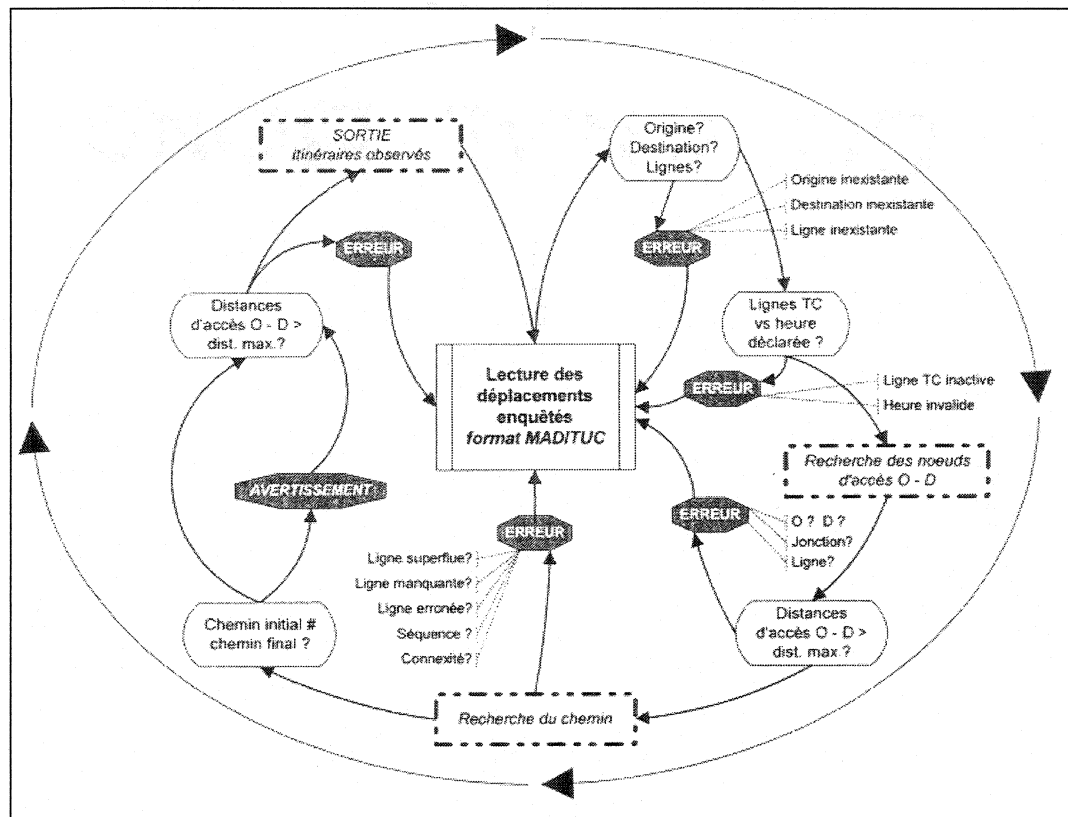 SORTIE
itinéraires observés
Origine?
Destination?
Lignes?
Origine inexistante
Destination inexistante
Ligne inexistante
ERREUR
ERREUR
Distances
d'accès O - D >
dist. max.?
Lignes TC
vs heure
déclarée ?
Lecture des
déplacements
enquêtés
format MADITUC
ERREUR
Ligne TC inactive
Heure invalide
Recherche des noeuds
d'accès O - D
AVERTISSEMENT
ERREUR
O ? D ?
Jonction?
Ligne?
ERREUR
Ligne superflue?
Ligne manquante?
Ligne erronée?
Séquence ?
Connexité?
Chemin initial #
chemin final ?
Distances
d'accès O - D >
dist. max.?
Recherche du chemin